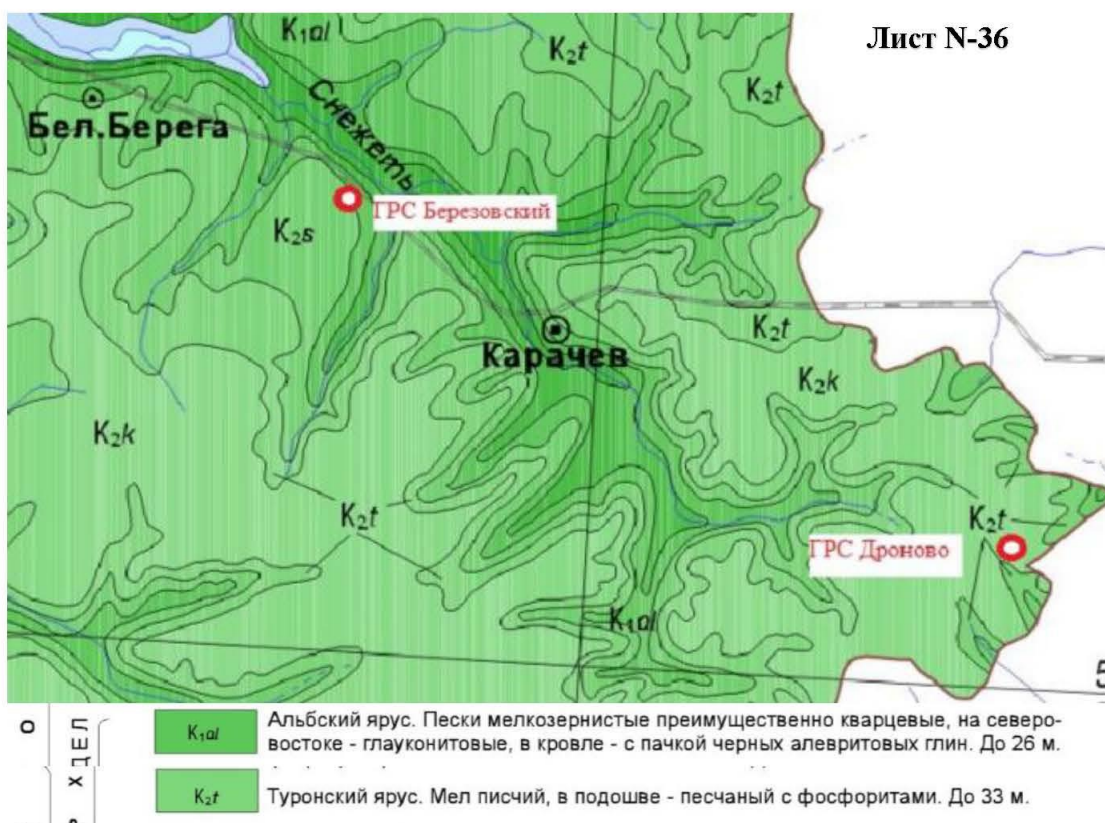 Лист N-36
K₁al
K₂t
K₂t
Снежеть
Бел.Берега
ГРС Березовский
K₂s
K₂t
Карачев
K₂k
K₂k
K₂t
K₂t
ГРС Дроново
K₁al
5
О
ДЕЛ
K₁al
Альбский ярус. Пески мелкозернистые преимущественно кварцевые, на северо-
востоке - глауконитовые, в кровле - с пачкой черных алевритовых глин. До 26 м.
Х
K₂t
Туронский ярус. Мел писчий, в подошве - песчаный с фосфоритами. До 33 м.